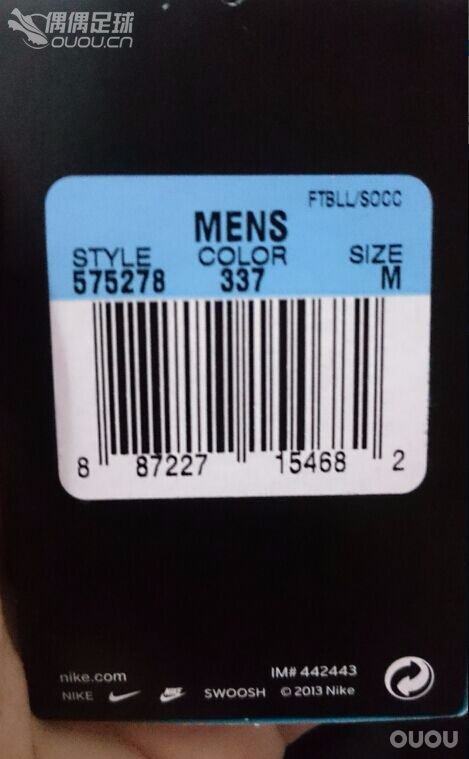 偶偶足球
OUOU.CN
FTBLL/SOCC
MENS
STYLE COLOR SIZE
575278 337 M
8 87227 15468 2
nike.com IM# 442443
NIKE SWOOSH © 2013 Nike
OUOU